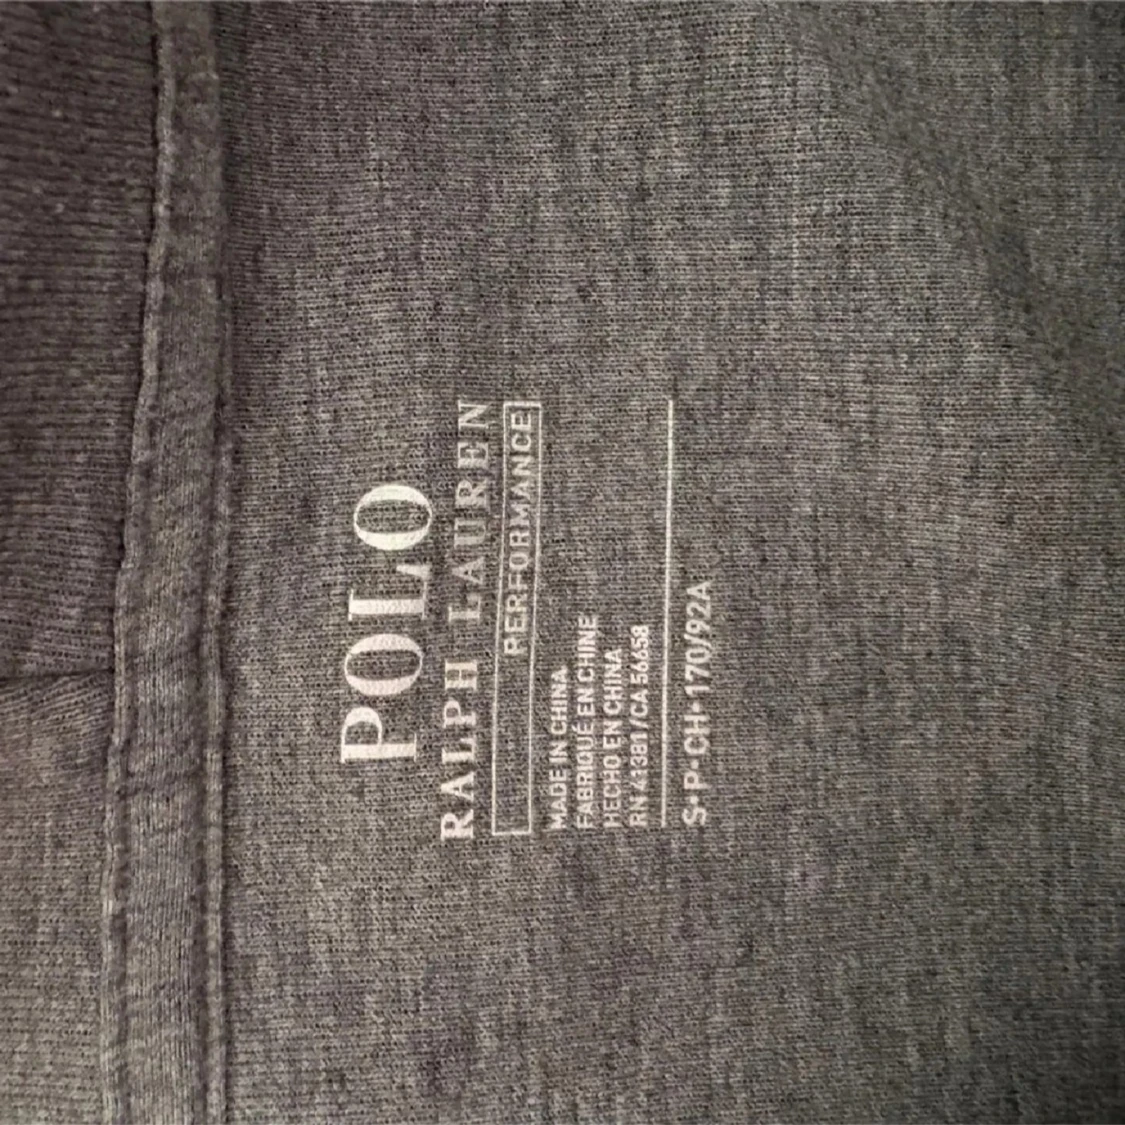 POLO
RALPH LAUREN
PERFORMANCE
MADE IN CHINA
FABRIQUÉ EN CHINE
HECHO EN CHINA
RN 41381/CA 56658
S•P•CH•170/92A